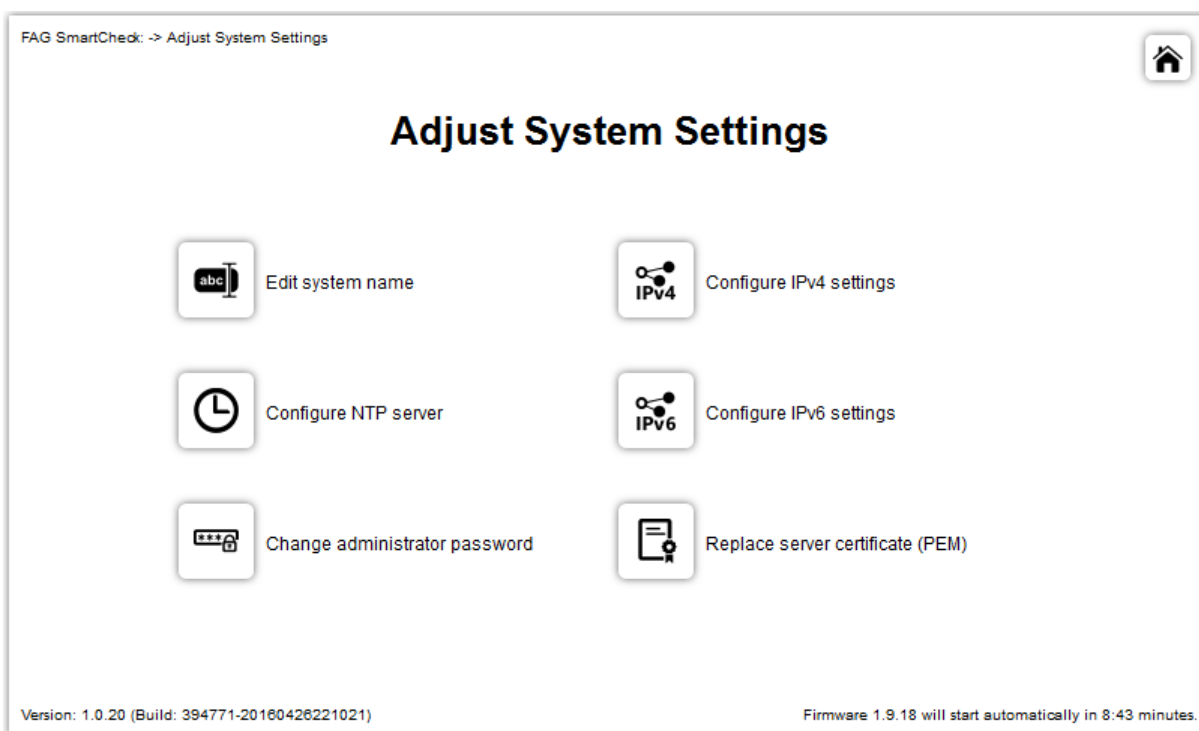 FAG SmartCheck: -> Adjust System Settings
Adjust System Settings
abc
Edit system name
IPv4
Configure IPv4 settings
Configure NTP server
IPv6
Configure IPv6 settings
***
Change administrator password
Replace server certificate (PEM)
Version: 1.0.20 (Build: 394771-20160426221021)
Firmware 1.9.18 will start automatically in 8:43 minutes.